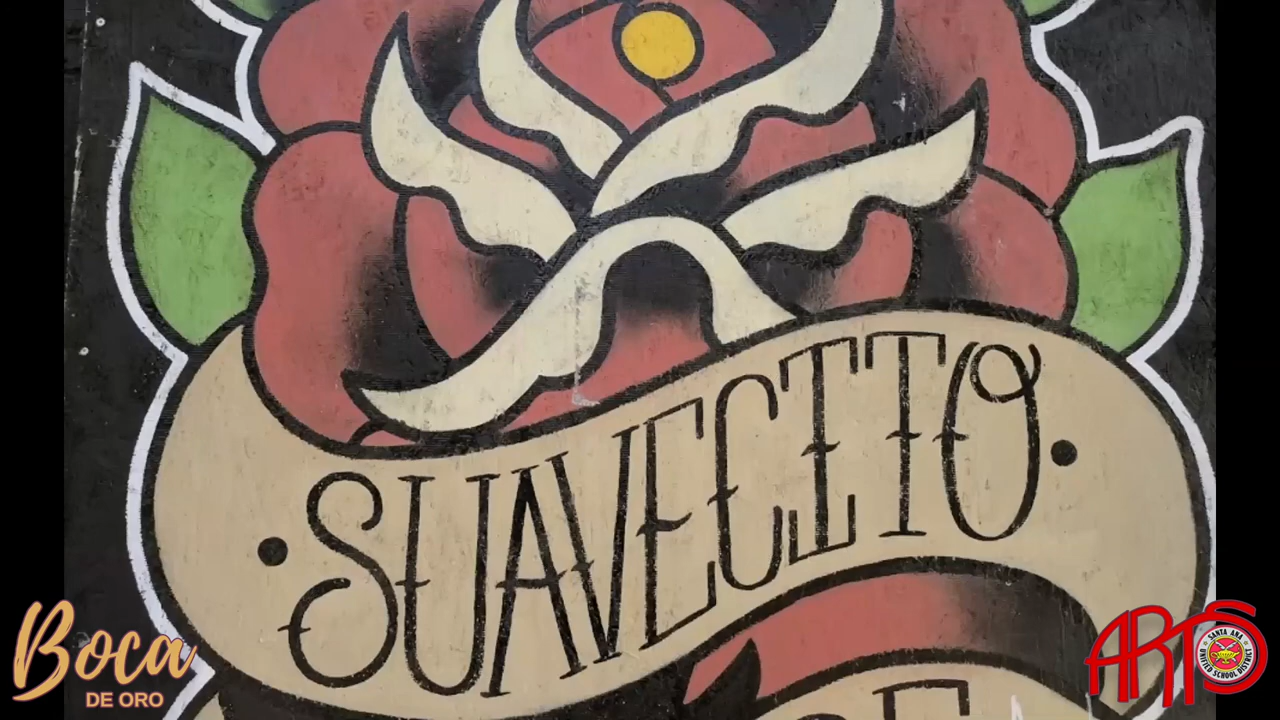 ·SUAVECITO·
Boca
DE ORO
ARTS
SANTA ANA
UNIFIED SCHOOL DISTRICT